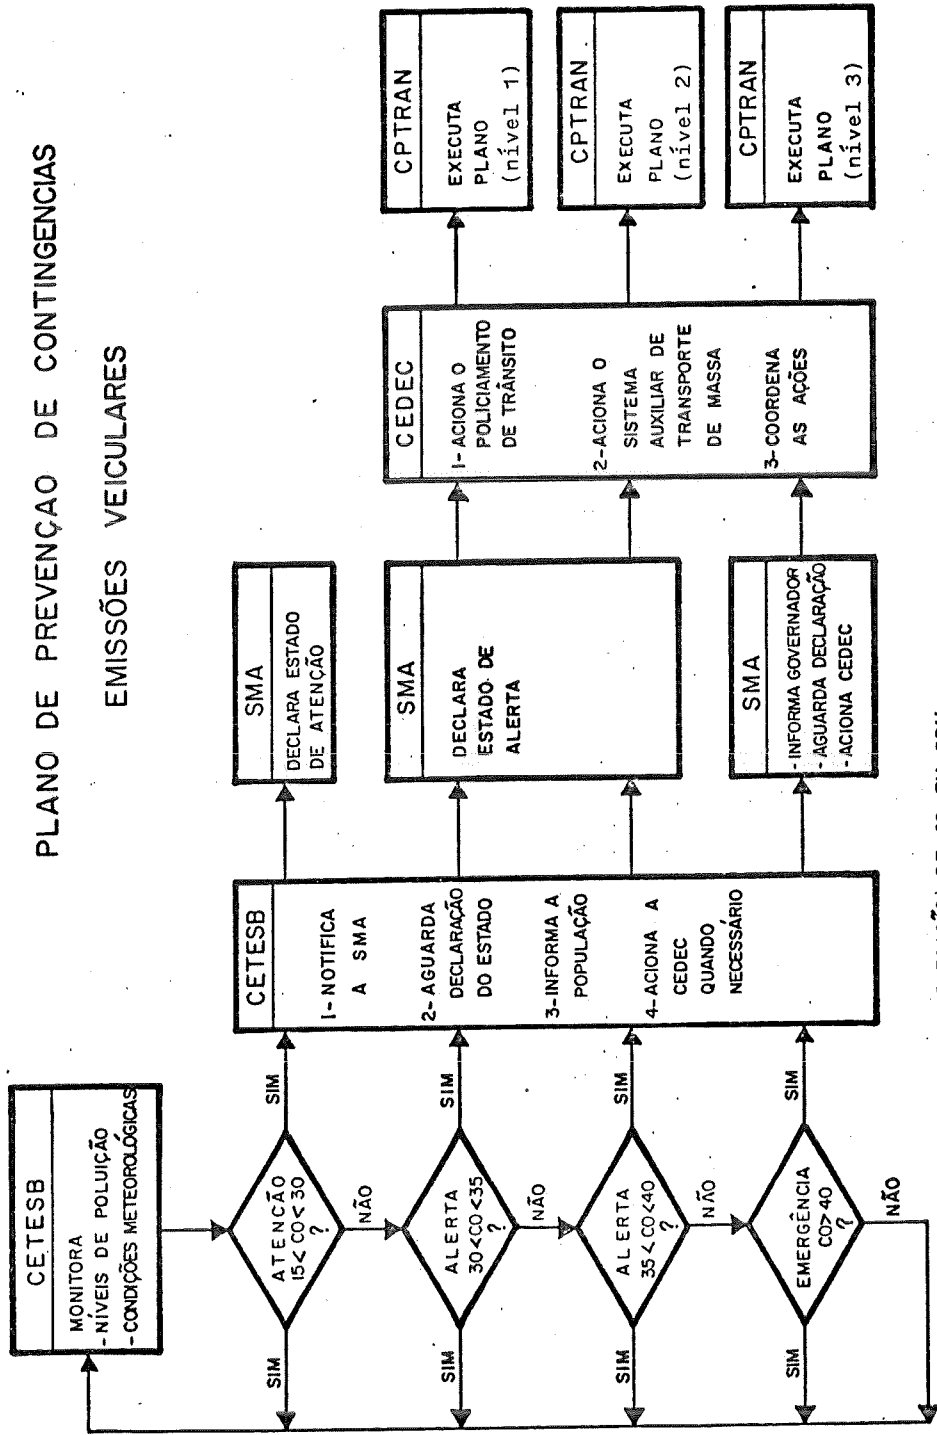 PLANO DE PREVENÇAO DE CONTINGENCIAS
EMISSÕES VEICULARES
CETESB
MONITORA
- NÍVEIS DE POLUIÇÃO
- CONDIÇÕES METEOROLÓGICAS
ATENCÃO
15< CO < 30
?
SIM
SIM
NÃO
ALERTA
30<CO <35
?
SIM
SIM
NÃO
ALERTA
35 < CO<40
?
SIM
SIM
NÃO
EMERGÊNCIA
CO> 40
?
SIM
SIM
NÃO
CETESB
1- NOTIFICA
A SMA
2- AGUARDA
DECLARAÇÃO
DO ESTADO
3-INFORMA A
POPULAÇÃO
4-ACIONA A
CEDEC
QUANDO
NECESSÁRIO
SMA
DECLARA ESTADO
DE ATENÇÃO
SMA
DECLARA
ESTADO DE
ALERTA
SMA
- INFORMA GOVERNADOR
- AGUARDA DECLARAÇÃO
- ACIONA CEDEC
CEDEC
1- ACIONA O
POLICIAMENTO
DE TRÂNSITO
2-ACIONA O
SISTEMA
AUXILIAR DE
TRANSPORTE
DE MASSA
3-COORDENA
AS AÇÕES
CPTRAN
EXECUTA
PLANO
(nível 1)
CPTRAN
EXECUTA
PLANO
(nível 2)
CPTRAN
EXECUTA
PLANO
(nível 3)